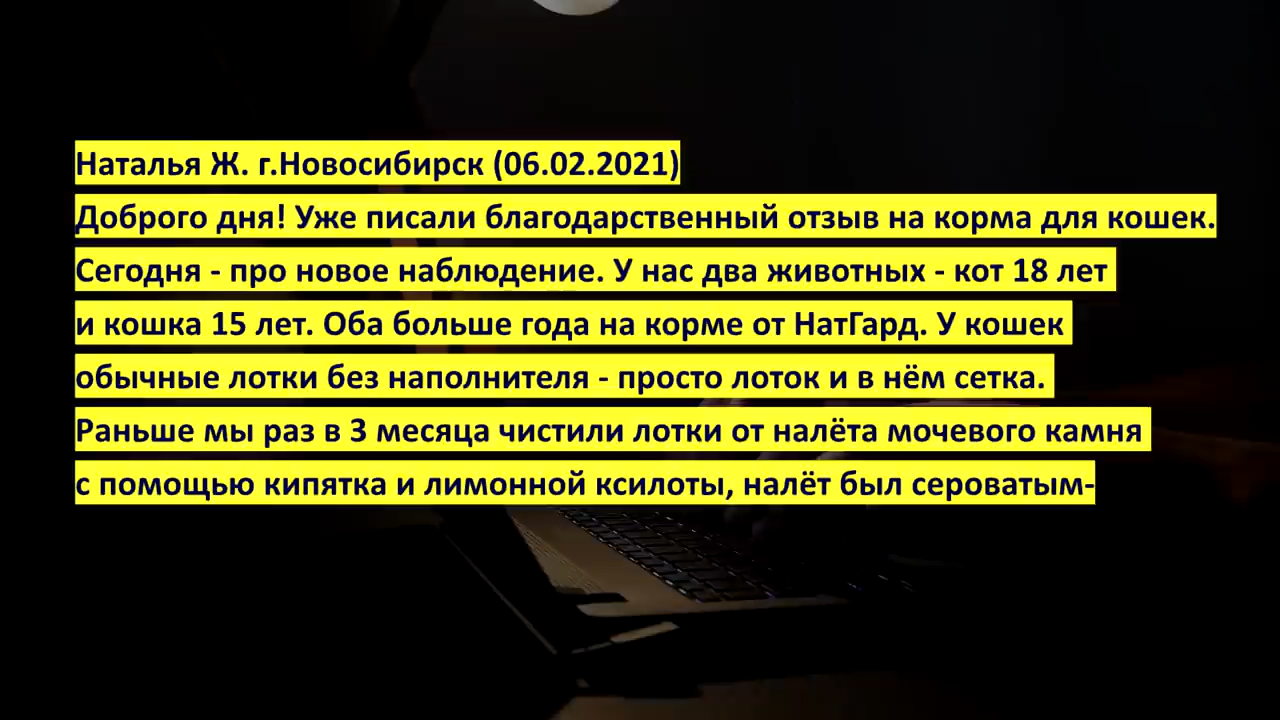 Наталья Ж. г.Новосибирск (06.02.2021)
Доброго дня! Уже писали благодарственный отзыв на корма для кошек.
Сегодня - про новое наблюдение. У нас два животных - кот 18 лет
и кошка 15 лет. Оба больше года на корме от НатГард. У кошек
обычные лотки без наполнителя - просто лоток и в нём сетка.
Раньше мы раз в 3 месяца чистили лотки от налёта мочевого камня
с помощью кипятка и лимонной ксилоты, налёт был сероватым-